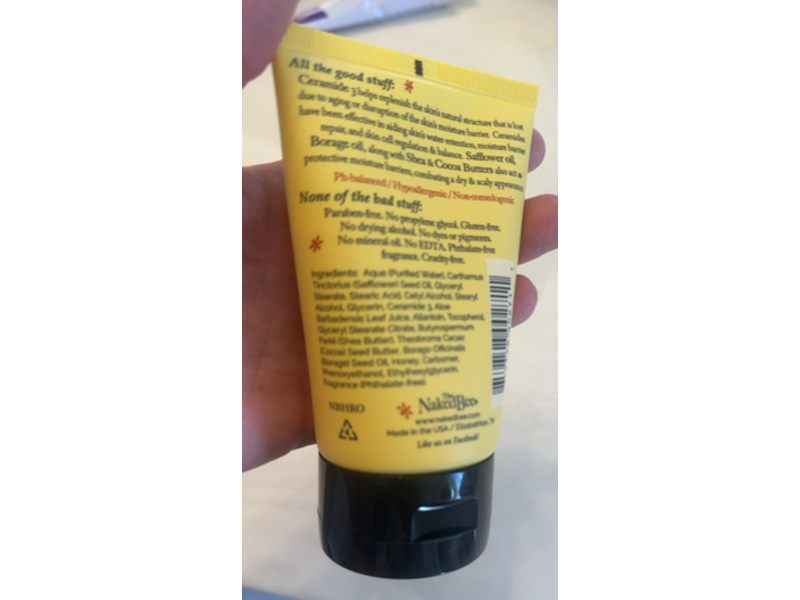 All the good stuff:
Ceramide 3 helps replenish the skin's natural structure that is lost
due to aging or disruption of the skin's moisture barrier. Ceramides
have been effective in aiding skin's water retention, moisture barrier
repair, and skin cell regulation & balance. Safflower oil,
Borage oil, along with Shea & Cocoa Butters also act as
protective moisture barriers, combating a dry & scaly appearance.
Ph-balanced / Hypoallergenic / Non-comedogenic
None of the bad stuff:
Paraben-free. No propylene glycol. Gluten-free.
No drying alcohol. No dyes or pigments.
No mineral oil. No EDTA. Phthalate-free
fragrance. Cruelty-free.
Ingredients: Aqua (Purified Water), Carthamus
Tinctorius (Safflower) Seed Oil, Glyceryl
Stearate, Stearic Acid, Cetyl Alcohol, Stearyl
Alcohol, Glycerin, Ceramide 3, Aloe
Barbadensis Leaf Juice, Allantoin, Tocopherol,
Glyceryl Stearate Citrate, Butyrospermum
Parkii (Shea Butter), Theobroma Cacao
(Cocoa) Seed Butter, Borago Officinalis
(Borage) Seed Oil, Honey, Carbomer,
Phenoxyethanol, Ethylhexylglycerin,
Fragrance (Phthalate-free).
NBHRO
The
Naked Bee
www.nakedbee.com
Made in the USA / Elizabethton, TN
Like us on Facebook!